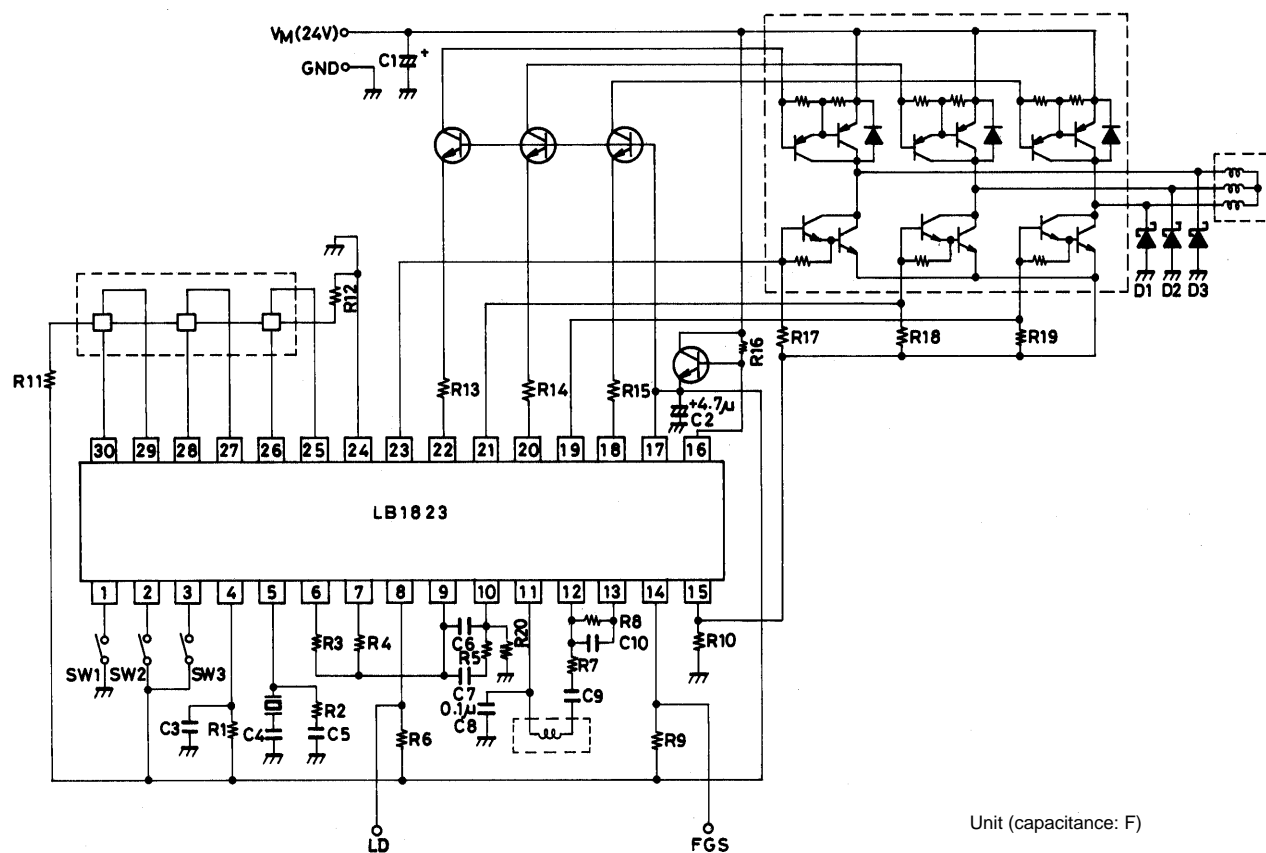 VM(24V)
C1 +
GND
R12
D1 D2 D3
R11
R16
R17 R18 R19
R13 R14 R15
+4.7μ
C2
30 29 28 27 26 25 24 23 22 21 20 19 18 17 16
LB1823
1 2 3 4 5 6 7 8 9 10 11 12 13 14 15
R3 R4 C6 R5 R20 R8 C10 R10
SW1 SW2 SW3
R7
C7
0.1μ
C8
C9
C3 R1 C4 R2 C5 R6 R9
LD FGS
Unit (capacitance: F)